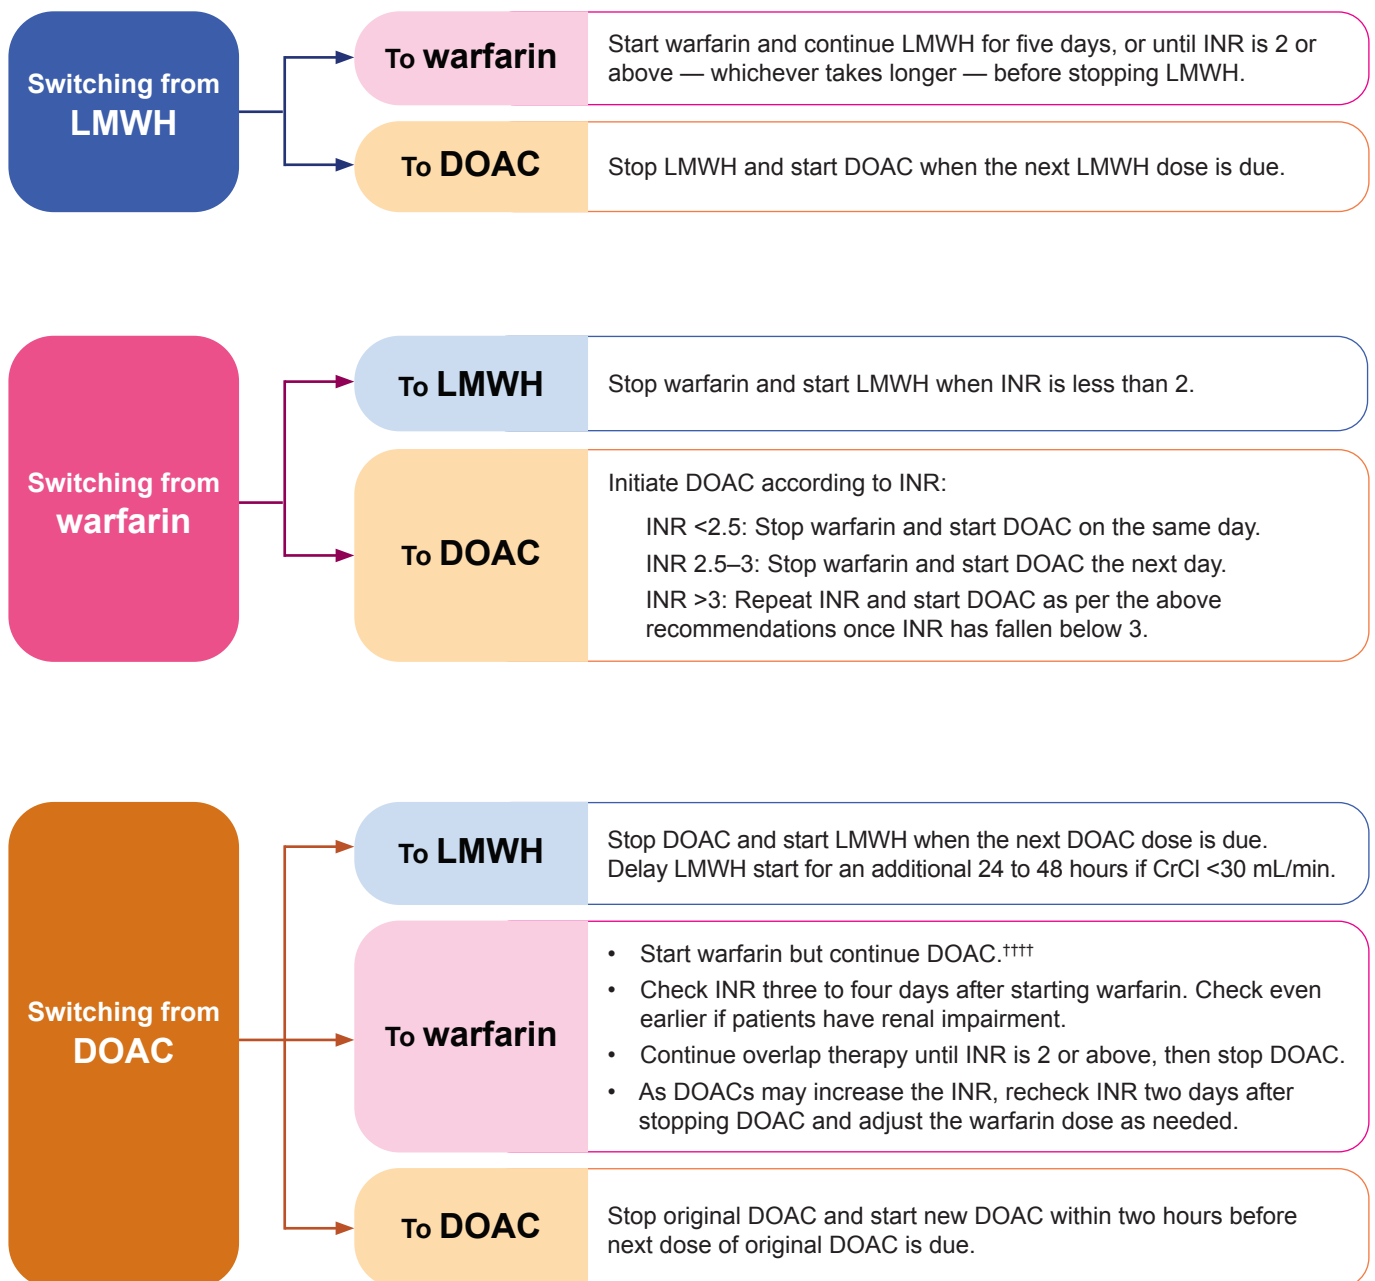 Switching from
LMWH
To warfarin
Start warfarin and continue LMWH for five days, or until INR is 2 or
above — whichever takes longer — before stopping LMWH.
To DOAC
Stop LMWH and start DOAC when the next LMWH dose is due.
Switching from
warfarin
To LMWH
Stop warfarin and start LMWH when INR is less than 2.
To DOAC
Initiate DOAC according to INR:
INR <2.5: Stop warfarin and start DOAC on the same day.
INR 2.5–3: Stop warfarin and start DOAC the next day.
INR >3: Repeat INR and start DOAC as per the above
recommendations once INR has fallen below 3.
Switching from
DOAC
To LMWH
Stop DOAC and start LMWH when the next DOAC dose is due.
Delay LMWH start for an additional 24 to 48 hours if CrCl <30 mL/min.
To warfarin
• Start warfarin but continue DOAC.††††
• Check INR three to four days after starting warfarin. Check even
earlier if patients have renal impairment.
• Continue overlap therapy until INR is 2 or above, then stop DOAC.
• As DOACs may increase the INR, recheck INR two days after
stopping DOAC and adjust the warfarin dose as needed.
To DOAC
Stop original DOAC and start new DOAC within two hours before
next dose of original DOAC is due.